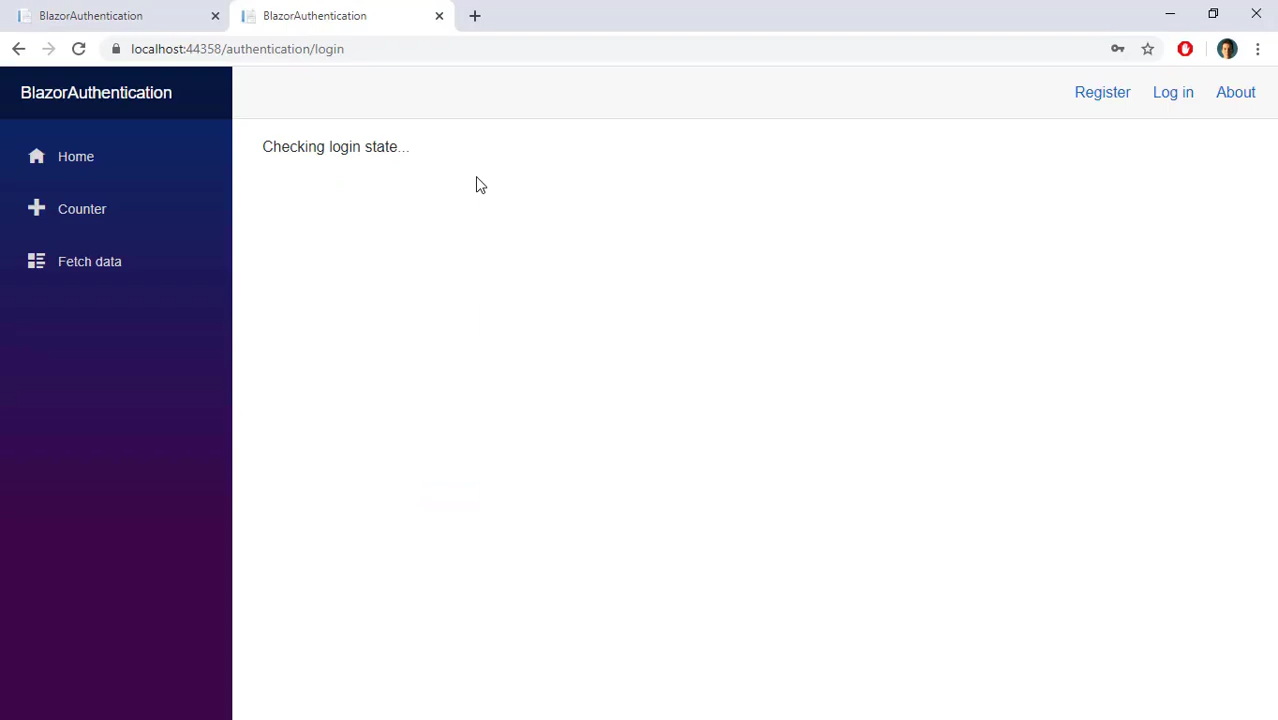 BlazorAuthentication
BlazorAuthentication
localhost:44358/authentication/login
BlazorAuthentication
Register
Log in
About
Home
Counter
Fetch data
Checking login state...